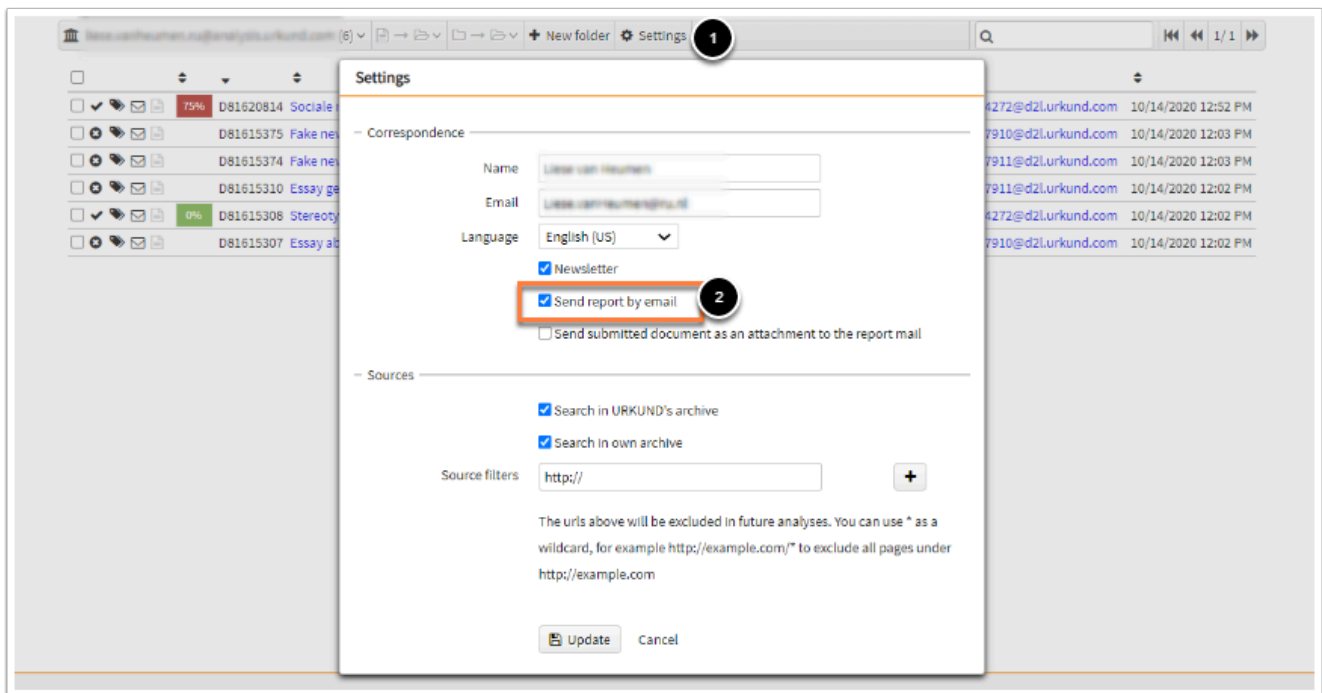 (6) + New folder Settings 1 1/1
Settings
75% D81620814 Sociale 4272@d2l.urkund.com 10/14/2020 12:52 PM
D81615375 Fake nev 7910@d2l.urkund.com 10/14/2020 12:03 PM
D81615374 Fake nev 7911@d2l.urkund.com 10/14/2020 12:03 PM
D81615310 Essay ge 7911@d2l.urkund.com 10/14/2020 12:02 PM
0% D81615308 Stereoty 4272@d2l.urkund.com 10/14/2020 12:02 PM
D81615307 Essay ab 7910@d2l.urkund.com 10/14/2020 12:02 PM
Correspondence
Name
Email
Language English (US)
Newsletter
Send report by email 2
Send submitted document as an attachment to the report mail
Sources
Search in URKUND's archive
Search in own archive
Source filters http:// +
The urls above will be excluded in future analyses. You can use * as a
wildcard, for example http://example.com/* to exclude all pages under
http://example.com
Update Cancel